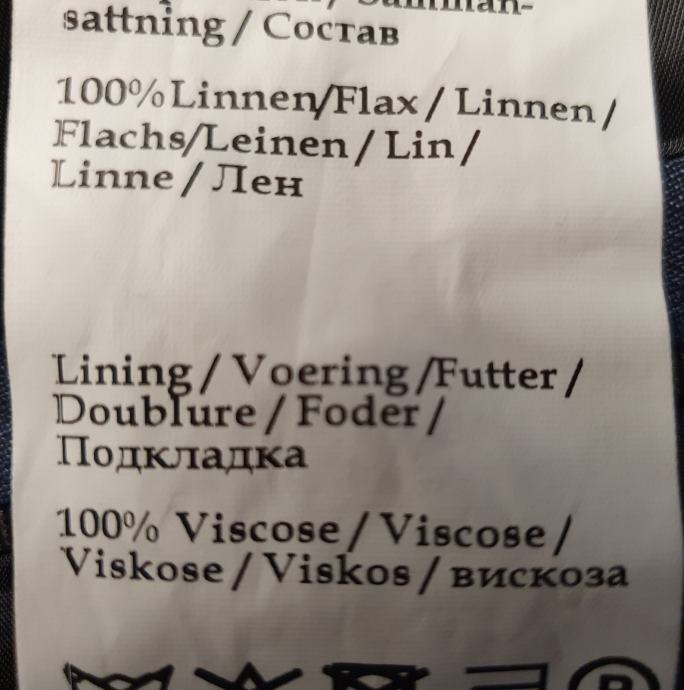 sattning / Состав
100% Linnen/Flax / Linnen /
Flachs/Leinen / Lin /
Linne / Лен
Lining / Voering /Futter /
Doublure / Foder /
Подкладка
100% Viscose / Viscose /
Viskose / Viskos / вискоза
P